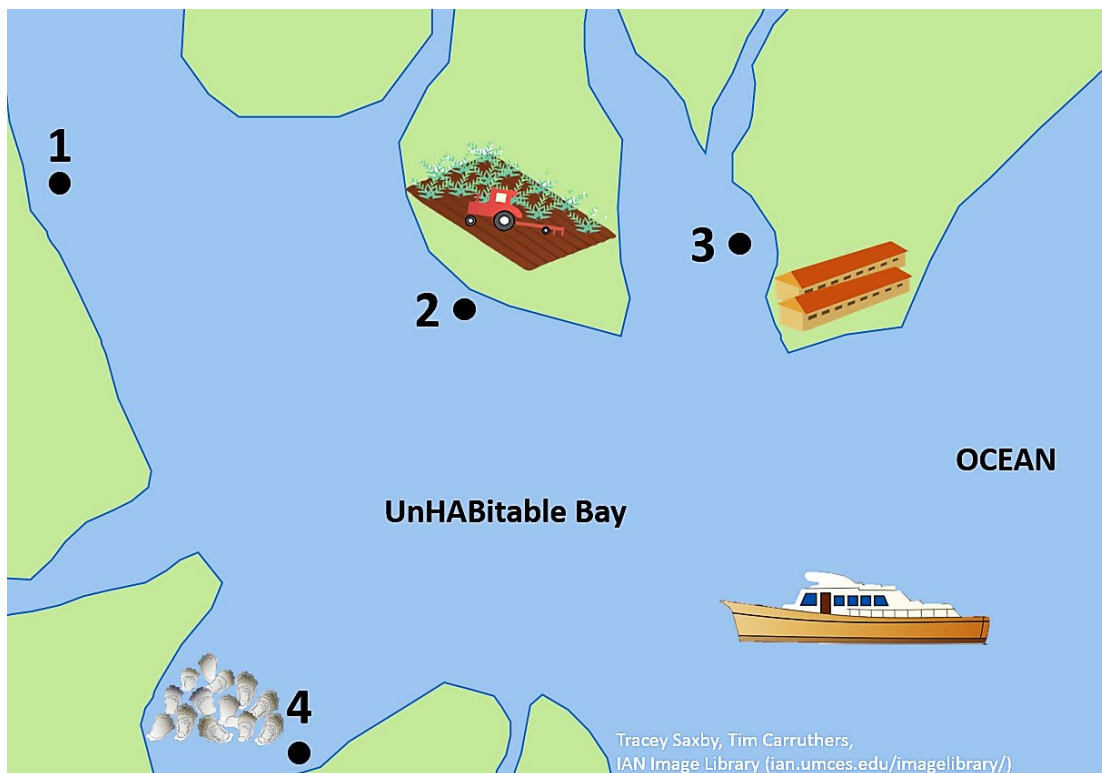 1
2
3
OCEAN
UnHABitable Bay
4
Tracey Saxby, Tim Carruthers,
IAN Image Library (ian.umces.edu/imagelibrary/)